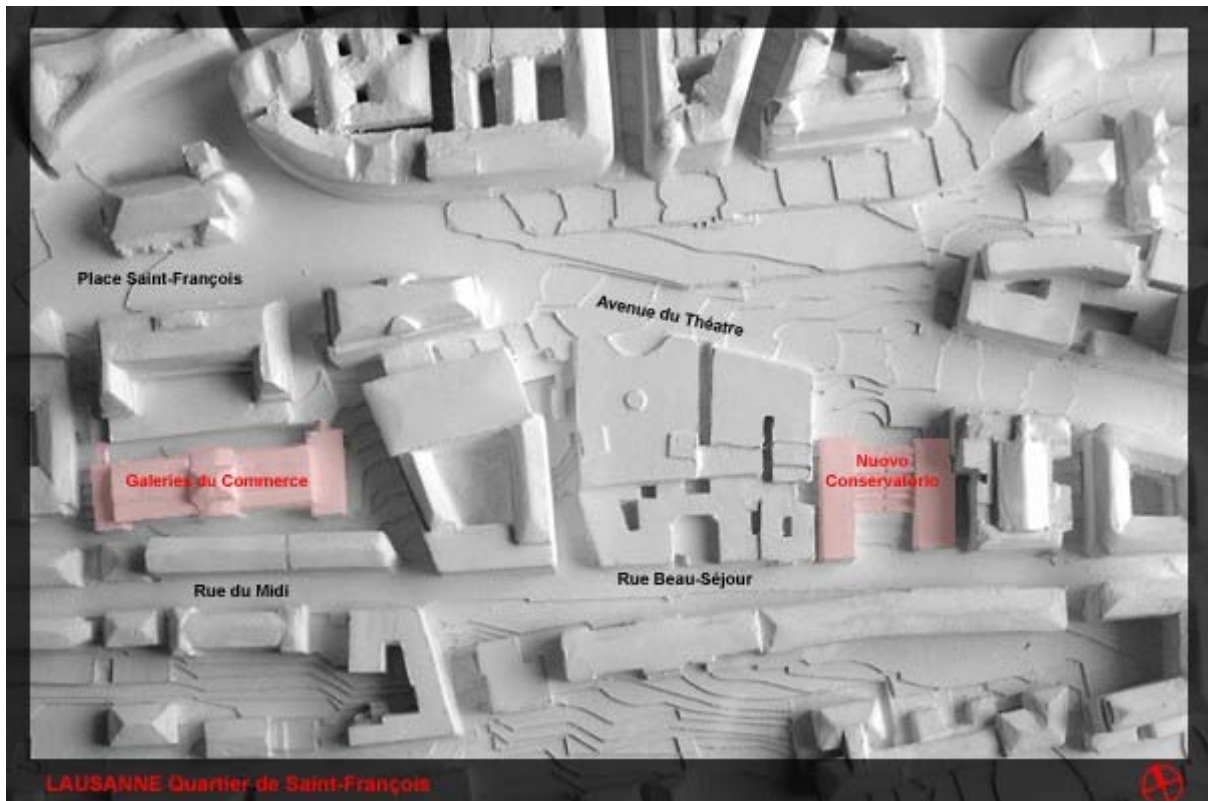 Place Saint-François
Avenue du Théatre
Galeries du Commerce
Nuovo
Conservatorio
Rue du Midi
Rue Beau-Séjour
LAUSANNE Quartier de Saint-François